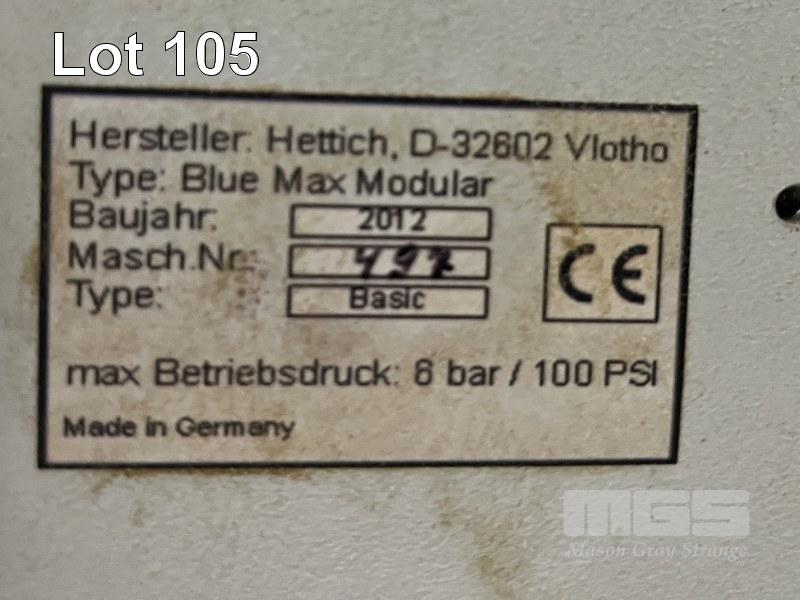 Lot 105
Hersteller: Hettich, D-32602 Vlotho
Type: Blue Max Modular
Baujahr: 2012
Masch.Nr.: 497
Type: Basic
CE
max Betriebsdruck: 6 bar / 100 PSI
Made in Germany
MGS
Mason Gray Strange